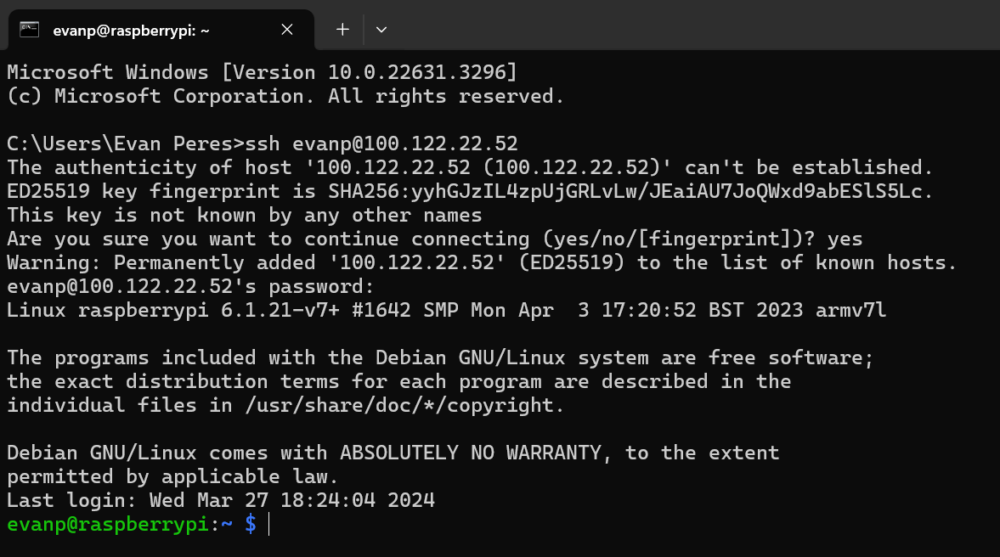 evanp@raspberrypi: ~
Microsoft Windows [Version 10.0.22631.3296]
(c) Microsoft Corporation. All rights reserved.
C:\Users\Evan Peres>ssh evanp@100.122.22.52
The authenticity of host '100.122.22.52 (100.122.22.52)' can't be established.
ED25519 key fingerprint is SHA256:yyhGJzIL4zpUjGRLvLw/JEaiAU7JoQWxd9abESlS5Lc.
This key is not known by any other names
Are you sure you want to continue connecting (yes/no/[fingerprint])? yes
Warning: Permanently added '100.122.22.52' (ED25519) to the list of known hosts.
evanp@100.122.22.52's password:
Linux raspberrypi 6.1.21-v7+ #1642 SMP Mon Apr  3 17:20:52 BST 2023 armv7l
The programs included with the Debian GNU/Linux system are free software;
the exact distribution terms for each program are described in the
individual files in /usr/share/doc/*/copyright.
Debian GNU/Linux comes with ABSOLUTELY NO WARRANTY, to the extent
permitted by applicable law.
Last login: Wed Mar 27 18:24:04 2024
evanp@raspberrypi:~ $